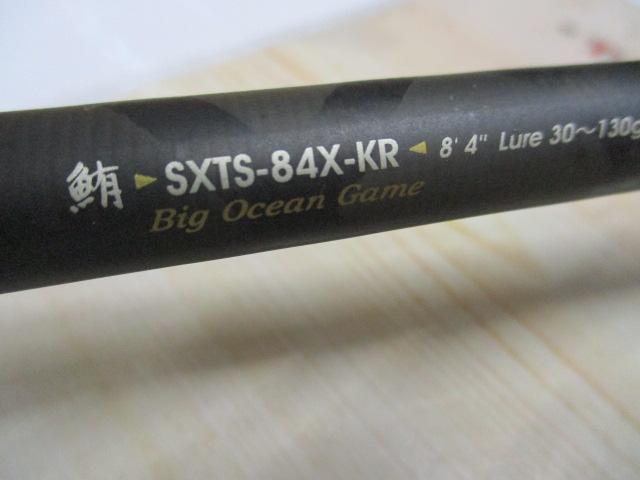 鮪 ▶ SXTS-84X-KR ◀ 8' 4" Lure 30～130g
Big Ocean Game